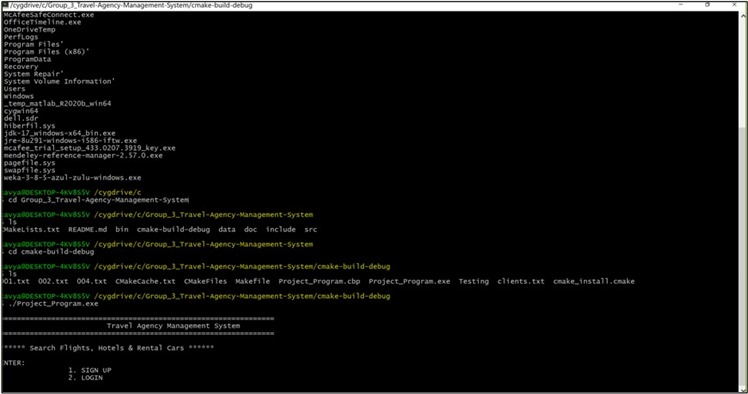 /cygdrive/c/Group_3_Travel-Agency-Management-System/cmake-build-debug
McAfeeSafeConnect.exe
OfficeTimeline.exe
OneDriveTemp
PerfLogs
Program Files'
Program Files (x86)'
ProgramData
Recovery
System Repair'
System Volume Information'
Users
Windows
_temp_matlab_R2020b_win64
cygwin64
dell.sdr
hiberfil.sys
jdk-17_windows-x64_bin.exe
jre-8u291-windows-i586-iftw.exe
mcafee_trial_setup_433.0207.3919_key.exe
mendeley-reference-manager-2.57.0.exe
pagefile.sys
swapfile.sys
weka-3-8-5-azul-zulu-windows.exe
avya@DESKTOP-4KV8S5V /cygdrive/c
cd Group_3_Travel-Agency-Management-System
avya@DESKTOP-4KV8S5V /cygdrive/c/Group_3_Travel-Agency-Management-System
ls
CMakeLists.txt README.md bin cmake-build-debug data doc include src
avya@DESKTOP-4KV8S5V /cygdrive/c/Group_3_Travel-Agency-Management-System
cd cmake-build-debug
avya@DESKTOP-4KV8S5V /cygdrive/c/Group_3_Travel-Agency-Management-System/cmake-build-debug
ls
001.txt 002.txt 004.txt CMakeCache.txt CMakeFiles Makefile Project_Program.cbp Project_Program.exe Testing clients.txt cmake_install.cmake
avya@DESKTOP-4KV8S5V /cygdrive/c/Group_3_Travel-Agency-Management-System/cmake-build-debug
./Project_Program.exe
Travel Agency Management System
***** Search Flights, Hotels & Rental Cars ******
NTER:
1. SIGN UP
2. LOGIN